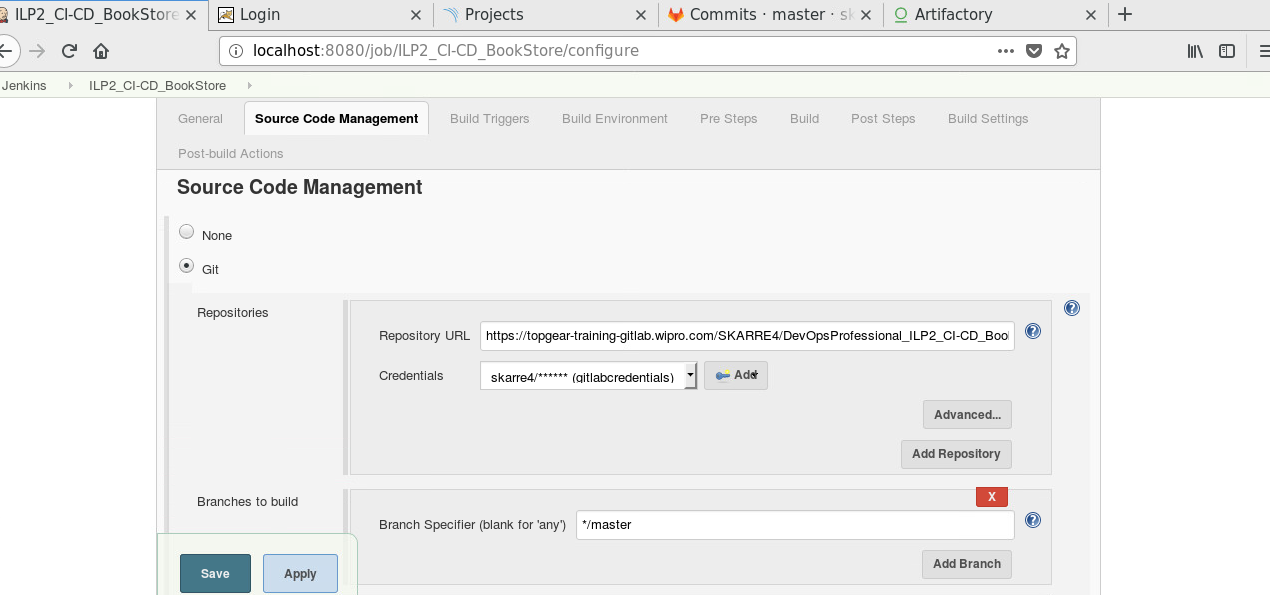 ILP2_CI-CD_BookStore Login Projects Commits · master · sk Artifactory
localhost:8080/job/ILP2_CI-CD_BookStore/configure
Jenkins ILP2_CI-CD_BookStore
General Source Code Management Build Triggers Build Environment Pre Steps Build Post Steps Build Settings
Post-build Actions
Source Code Management
None
Git
Repositories
Repository URL https://topgear-training-gitlab.wipro.com/SKARRE4/DevOpsProfessional_ILP2_CI-CD_Boo
Credentials skarre4/****** (gitlabcredentials) Add
Advanced...
Add Repository
Branches to build
X
Branch Specifier (blank for 'any') */master
Add Branch
Save Apply